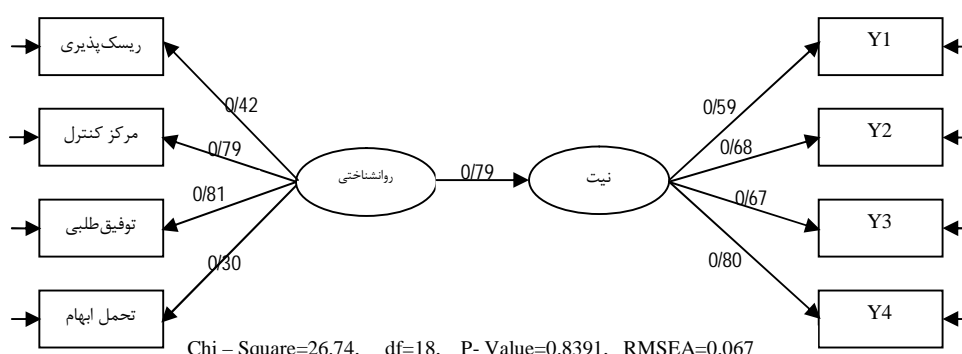 ریسک‌پذیری
Y1
0/42
0/59
مرکز کنترل
Y2
0/79
0/68
روانشناختی
0/79
نیت
0/81
0/67
توفیق‌طلبی
Y3
0/30
0/80
تحمل ابهام
Y4
Chi – Square=26.74, df=18, P- Value=0.8391, RMSEA=0.067